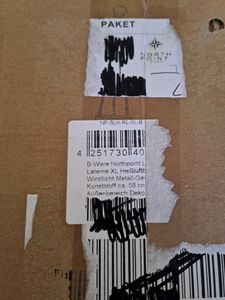 PAKET
NORTH
POINT
NP-SLH-RL-XL-B
4 251730 40
B-Ware Northpoint
Laterne XL Heißluftb
Windlicht Metall-Ge
Kunststoff ca. 58 cm
Außenbereich Deko